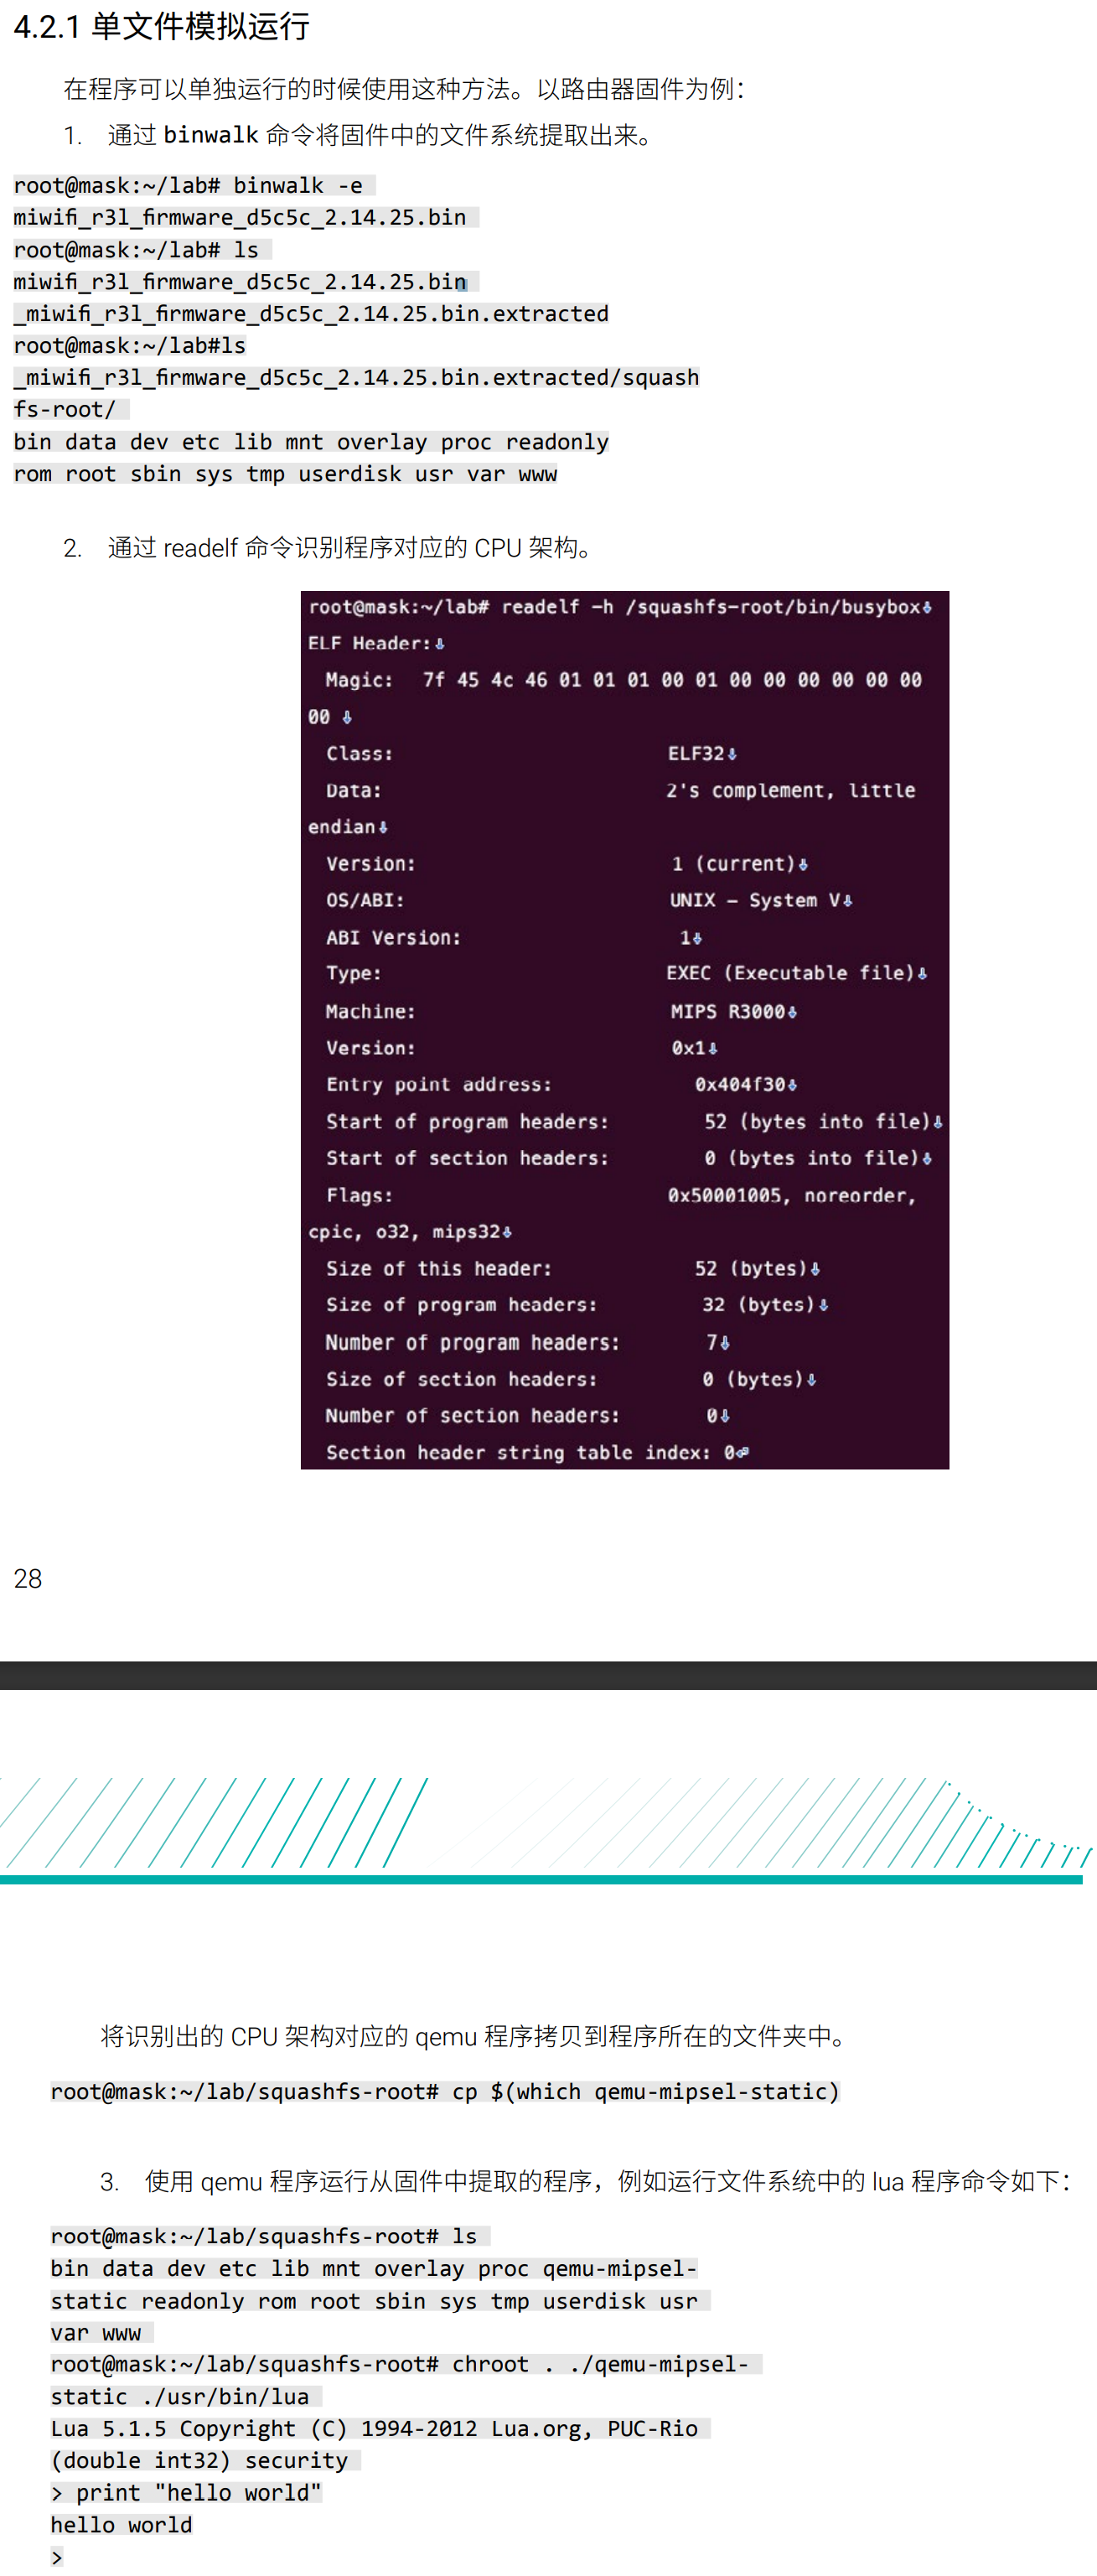 4.2.1 单文件模拟运行
在程序可以单独运行的时候使用这种方法。以路由器固件为例：
1. 通过 binwalk 命令将固件中的文件系统提取出来。
root@mask:~/lab# binwalk -e
miwifi_r3l_firmware_d5c5c_2.14.25.bin
root@mask:~/lab# ls
miwifi_r3l_firmware_d5c5c_2.14.25.bin
_miwifi_r3l_firmware_d5c5c_2.14.25.bin.extracted
root@mask:~/lab#ls
_miwifi_r3l_firmware_d5c5c_2.14.25.bin.extracted/squash
fs-root/
bin data dev etc lib mnt overlay proc readonly
rom root sbin sys tmp userdisk usr var www
2. 通过 readelf 命令识别程序对应的 CPU 架构。
root@mask:~/lab# readelf -h /squashfs-root/bin/busybox↓
ELF Header:↓
Magic: 7f 45 4c 46 01 01 01 00 01 00 00 00 00 00 00
00 ↓
Class: ELF32↓
Data: 2's complement, little
endian↓
Version: 1 (current)↓
OS/ABI: UNIX – System V↓
ABI Version: 1↓
Type: EXEC (Executable file)↓
Machine: MIPS R3000↓
Version: 0x1↓
Entry point address: 0x404f30↓
Start of program headers: 52 (bytes into file)↓
Start of section headers: 0 (bytes into file)↓
Flags: 0x50001005, noreorder,
cpic, o32, mips32↓
Size of this header: 52 (bytes)↓
Size of program headers: 32 (bytes)↓
Number of program headers: 7↓
Size of section headers: 0 (bytes)↓
Number of section headers: 0↓
Section header string table index: 0↵
28
将识别出的 CPU 架构对应的 qemu 程序拷贝到程序所在的文件夹中。
root@mask:~/lab/squashfs-root# cp $(which qemu-mipsel-static)
3. 使用 qemu 程序运行从固件中提取的程序，例如运行文件系统中的 lua 程序命令如下：
root@mask:~/lab/squashfs-root# ls
bin data dev etc lib mnt overlay proc qemu-mipsel-
static readonly rom root sbin sys tmp userdisk usr
var www
root@mask:~/lab/squashfs-root# chroot . ./qemu-mipsel-
static ./usr/bin/lua
Lua 5.1.5 Copyright (C) 1994-2012 Lua.org, PUC-Rio
(double int32) security
> print "hello world"
hello world
>